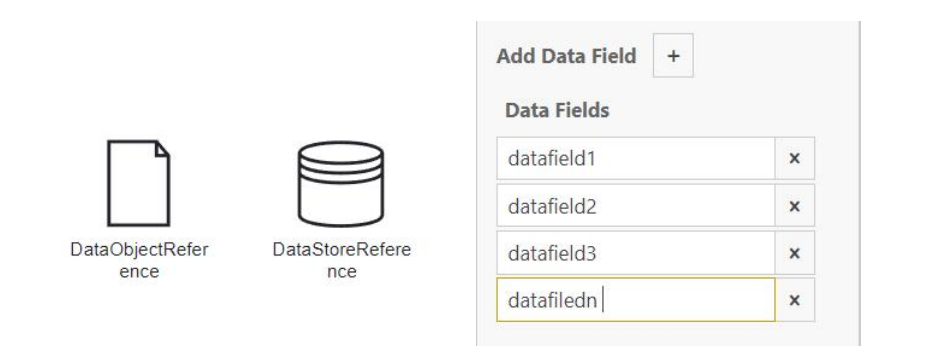 DataObjectRefer
ence
DataStoreRefere
nce
Add Data Field +
Data Fields
datafield1 x
datafield2 x
datafield3 x
datafiledn x